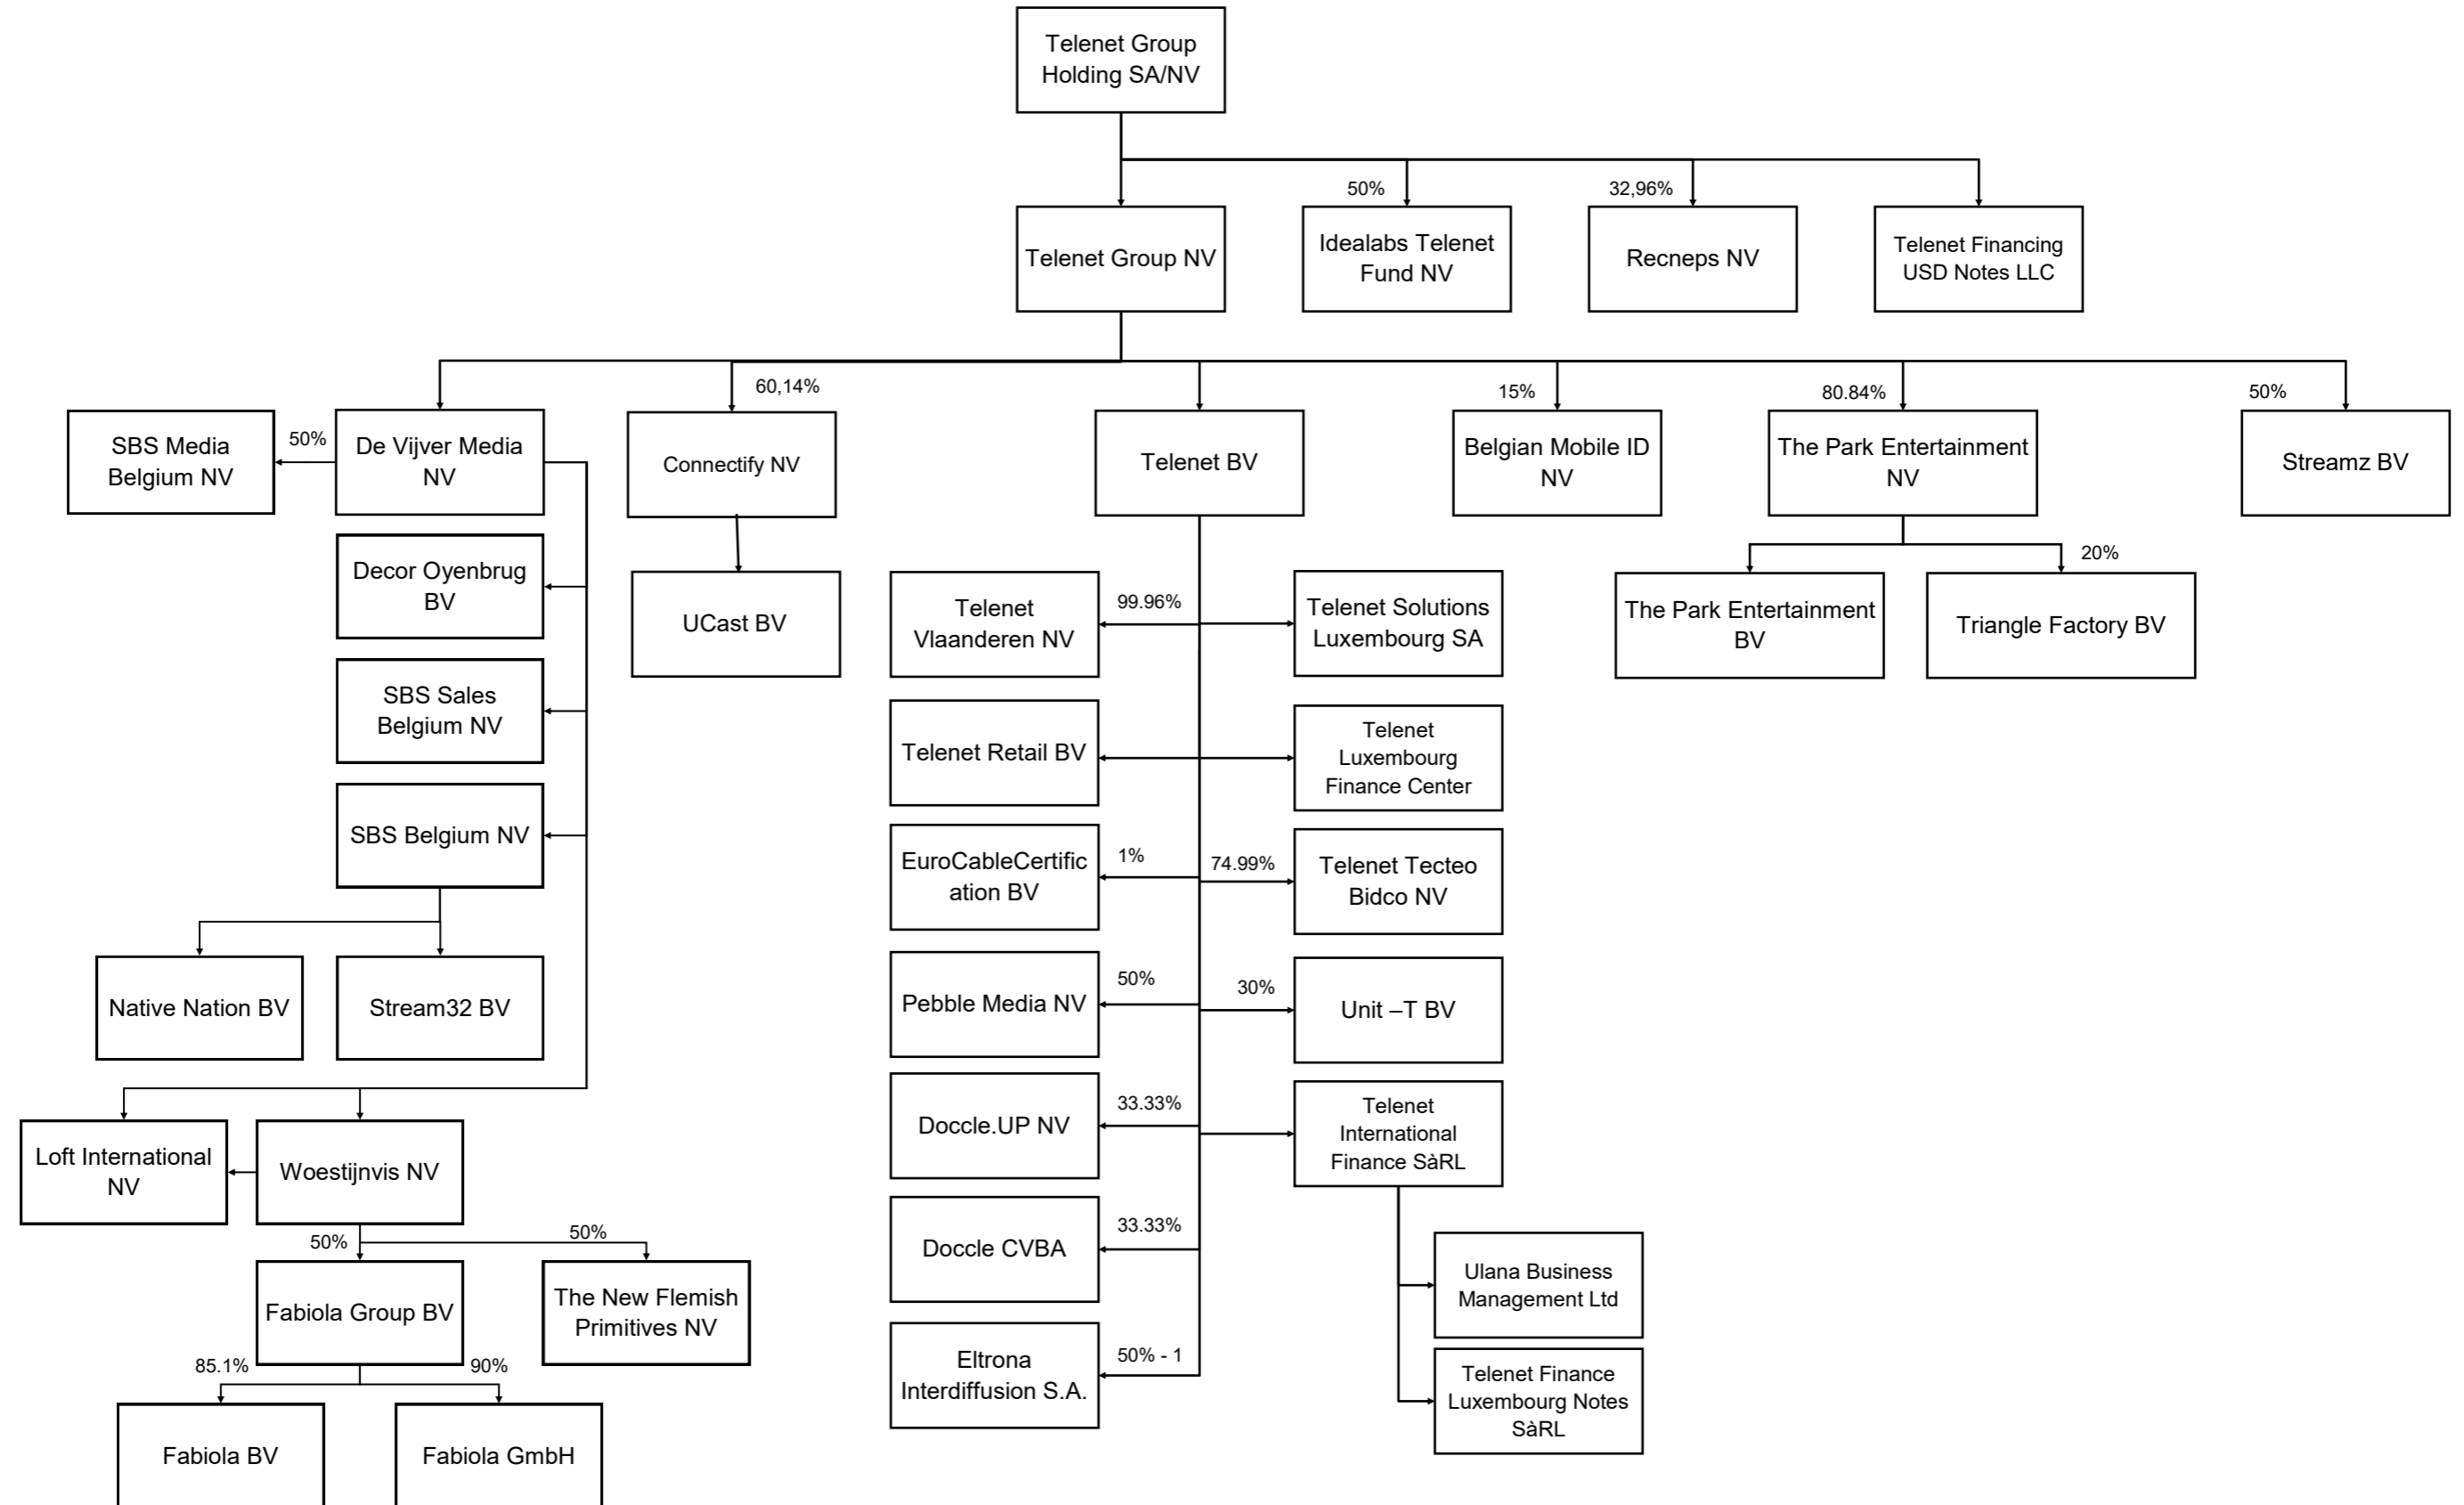 Telenet Group
Holding SA/NV
50%
32,96%
Telenet Group NV
Idealabs Telenet
Fund NV
Recneps NV
Telenet Financing
USD Notes LLC
60,14%
15%
80.84%
50%
SBS Media
Belgium NV
50%
De Vijver Media
NV
Connectify NV
Telenet BV
Belgian Mobile ID
NV
The Park Entertainment
NV
Streamz BV
Decor Oyenbrug
BV
UCast BV
20%
The Park Entertainment
BV
Triangle Factory BV
Telenet
Vlaanderen NV
99.96%
Telenet Solutions
Luxembourg SA
SBS Sales
Belgium NV
Telenet Retail BV
Telenet
Luxembourg
Finance Center
SBS Belgium NV
EuroCableCertific
ation BV
1%
74.99%
Telenet Tecteo
Bidco NV
Native Nation BV
Stream32 BV
Pebble Media NV
50%
30%
Unit –T BV
Doccle.UP NV
33.33%
Telenet
International
Finance SàRL
Loft International
NV
Woestijnvis NV
50%
50%
Doccle CVBA
33.33%
Fabiola Group BV
The New Flemish
Primitives NV
Ulana Business
Management Ltd
85.1%
90%
Eltrona
Interdiffusion S.A.
50% - 1
Telenet Finance
Luxembourg Notes
SàRL
Fabiola BV
Fabiola GmbH